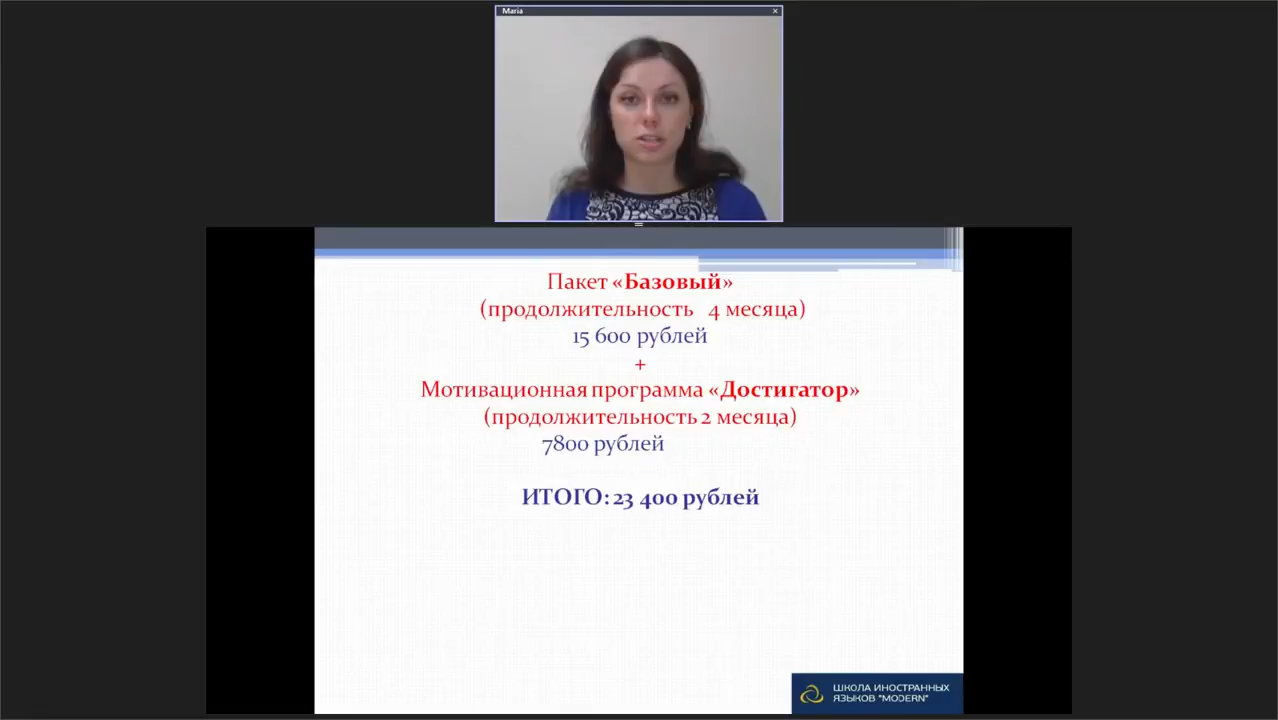 Maria
Пакет «Базовый»
(продолжительность 4 месяца)
15 600 рублей
+
Мотивационная программа «Достигатор»
(продолжительность 2 месяца)
7800 рублей
ИТОГО: 23 400 рублей
ШКОЛА ИНОСТРАННЫХ
ЯЗЫКОВ "MODERN"